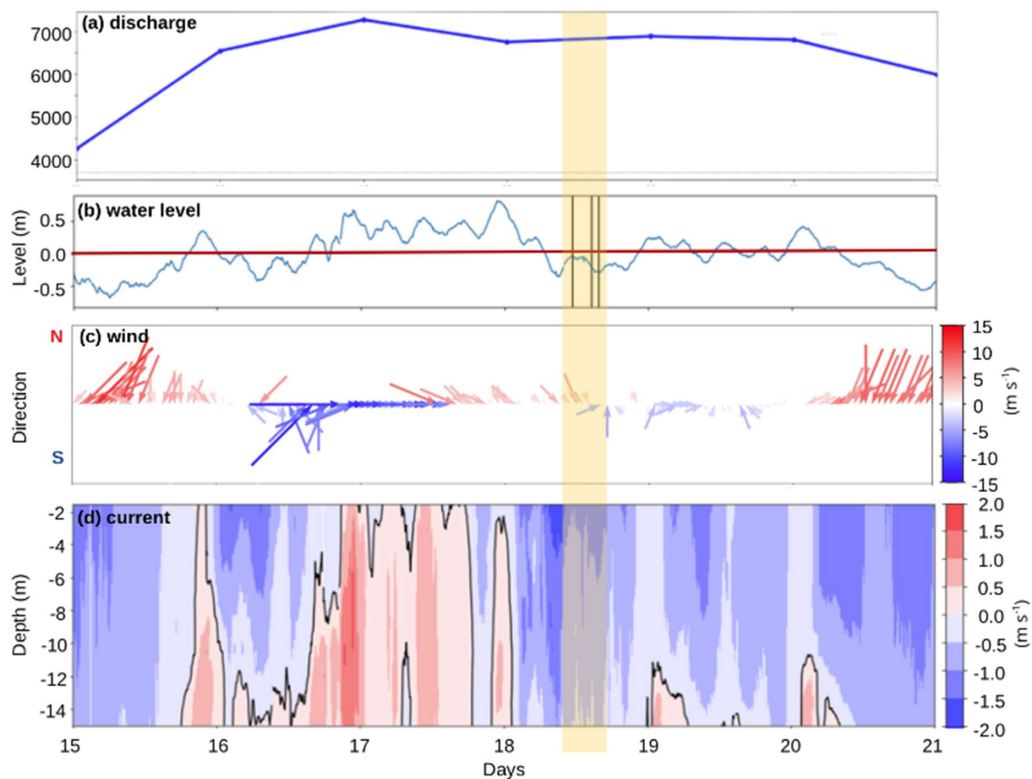 (a) discharge
7000
6000
5000
4000
(b) water level
Level (m)
0.5
0.0
-0.5
(c) wind
N
Direction
S
15
10
5
0
-5
-10
-15
(m s⁻¹)
(d) current
Depth (m)
-2
-4
-6
-8
-10
-12
-14
2.0
1.5
1.0
0.5
0.0
-0.5
-1.0
-1.5
-2.0
(m s⁻¹)
15 16 17 18 19 20 21
Days